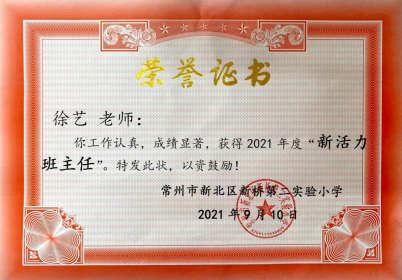 荣誉证书
徐艺 老师：
你工作认真，成绩显著，获得2021年度“新活力
班主任”。特发此状，以资鼓励！
常州市新北区新桥第二实验小学
2021年9月10日